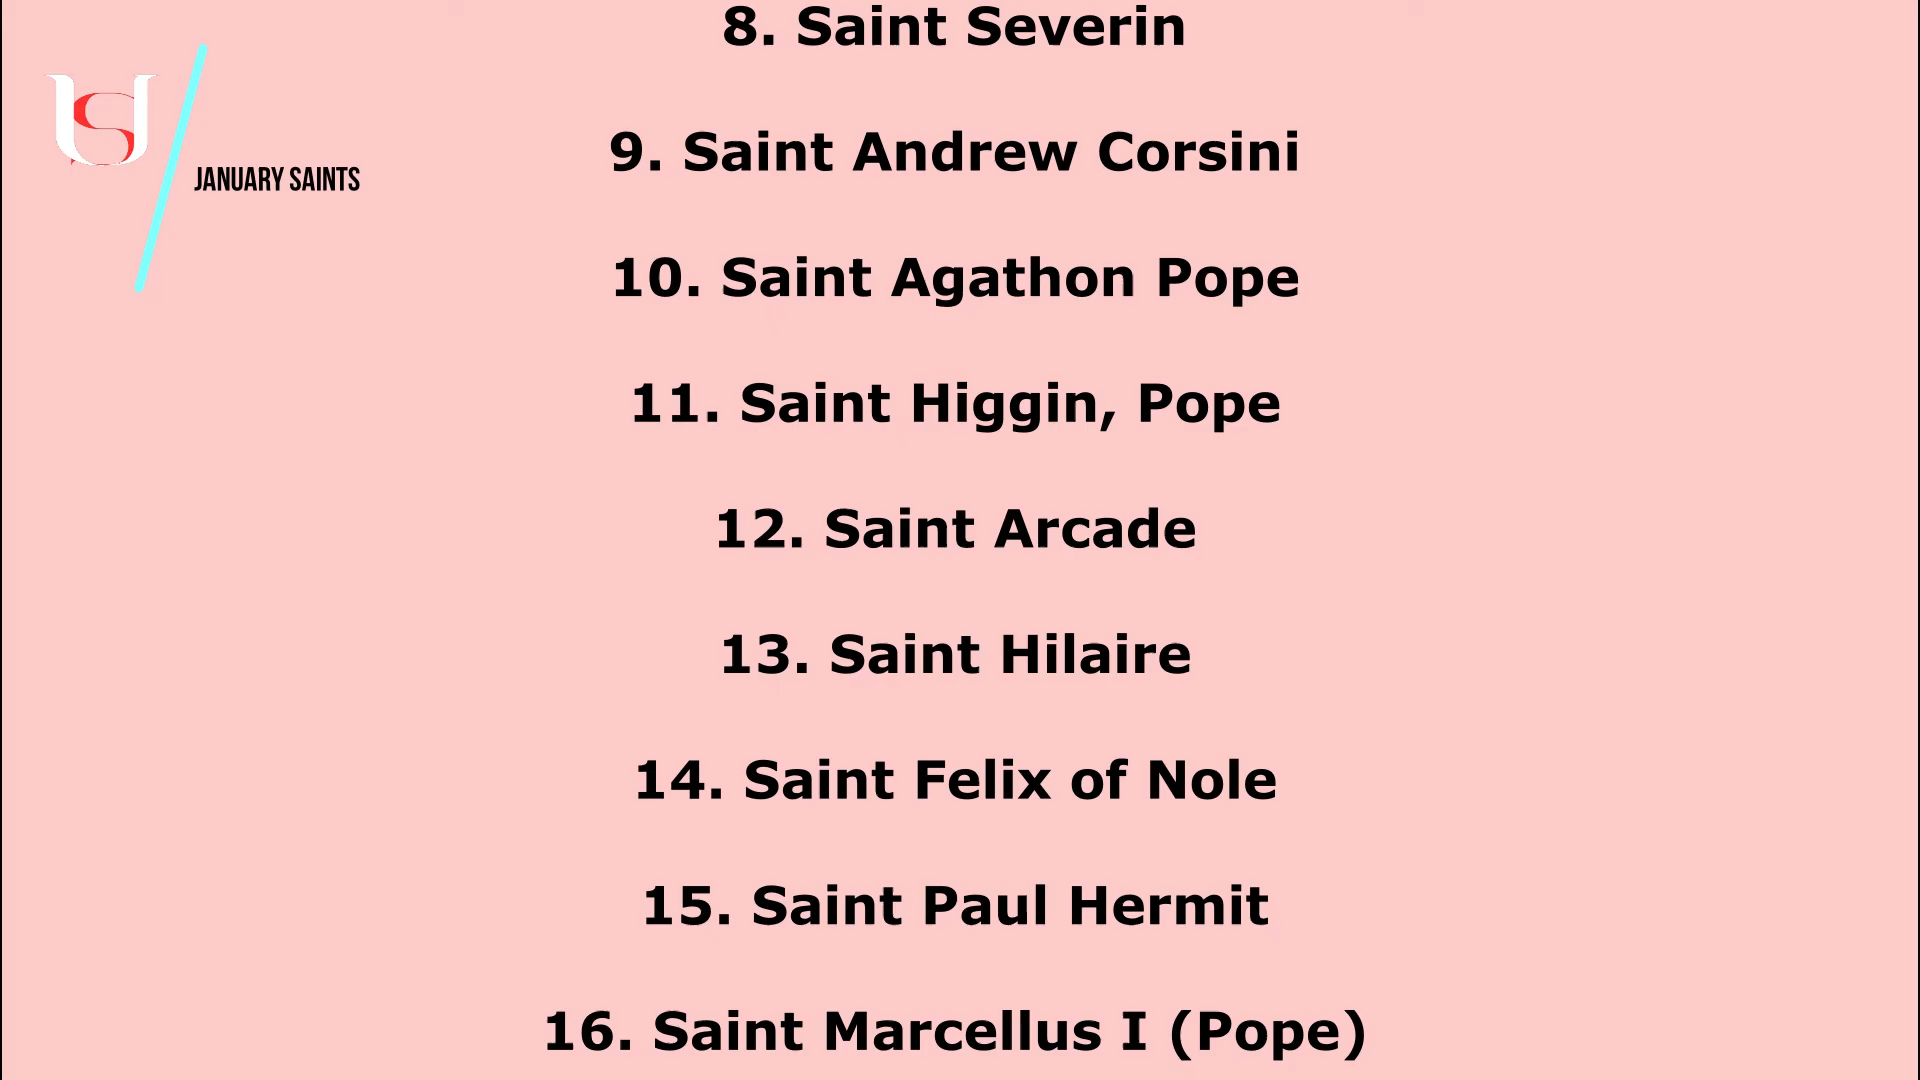 8. Saint Severin
US
JANUARY SAINTS
9. Saint Andrew Corsini
10. Saint Agathon Pope
11. Saint Higgin, Pope
12. Saint Arcade
13. Saint Hilaire
14. Saint Felix of Nole
15. Saint Paul Hermit
16. Saint Marcellus I (Pope)